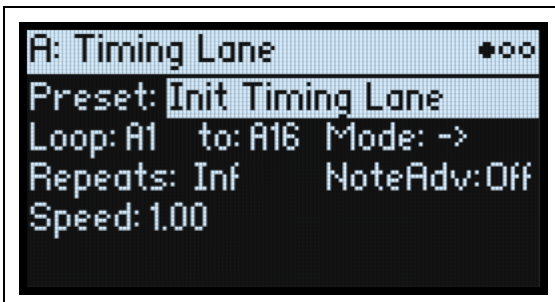 A: Timing Lane
Preset: Init Timing Lane
Loop: A1 to: A16 Mode: ->
Repeats: Inf NoteAdv: Off
Speed: 1.00